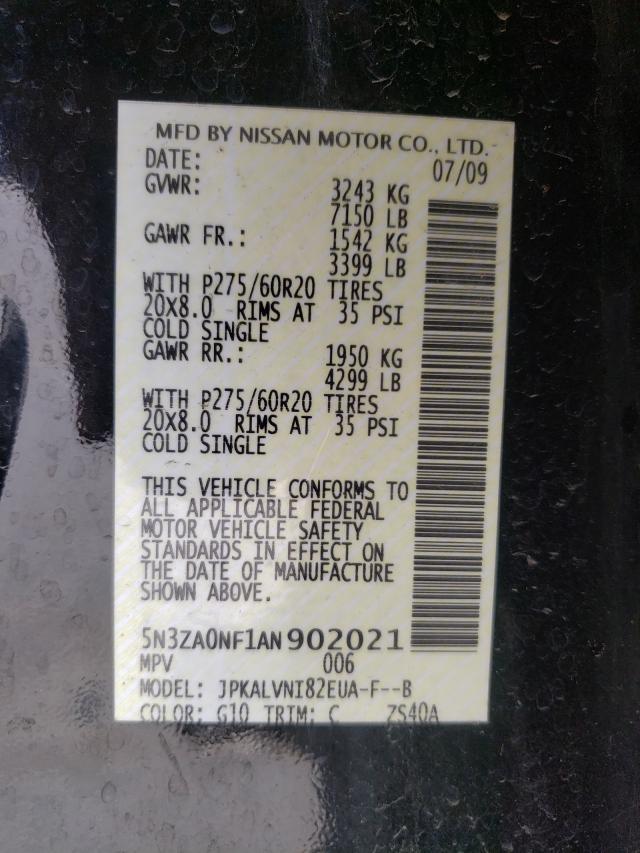 MFD BY NISSAN MOTOR CO., LTD.
DATE: 07/09
GVWR: 3243 KG
7150 LB
GAWR FR.: 1542 KG
3399 LB
WITH P275/60R20 TIRES
20X8.0 RIMS AT 35 PSI
COLD SINGLE
GAWR RR.: 1950 KG
4299 LB
WITH P275/60R20 TIRES
20X8.0 RIMS AT 35 PSI
COLD SINGLE
THIS VEHICLE CONFORMS TO
ALL APPLICABLE FEDERAL
MOTOR VEHICLE SAFETY
STANDARDS IN EFFECT ON
THE DATE OF MANUFACTURE
SHOWN ABOVE.
5N3ZA0NF1AN902021
MPV 006
MODEL: JPKALVNI82EUA-F--B
COLOR: G10 TRIM: C ZS40A